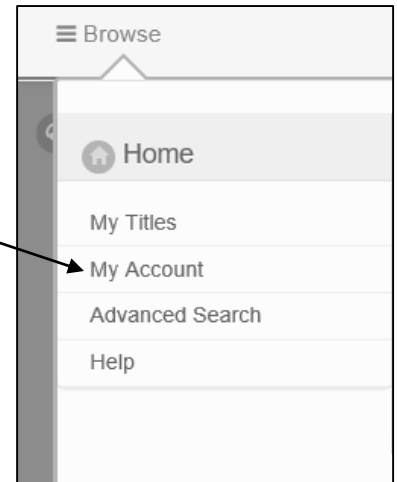 Browse
Home
My Titles
My Account
Advanced Search
Help